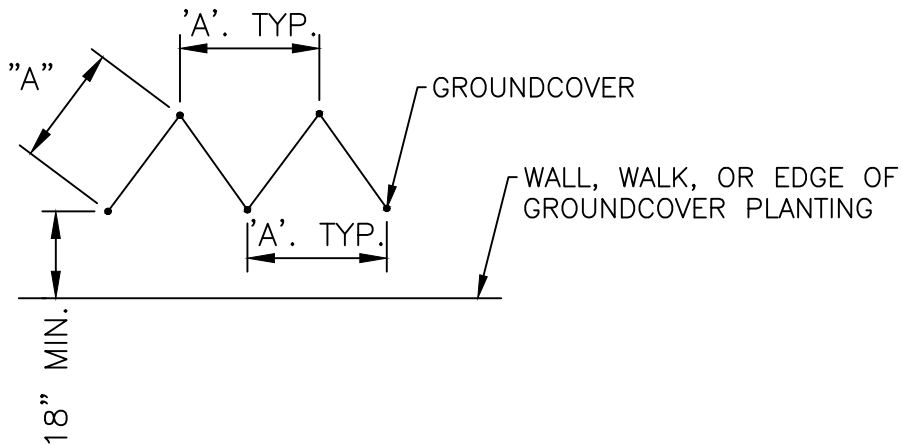 'A'. TYP.
"A"
GROUNDCOVER
WALL, WALK, OR EDGE OF
GROUNDCOVER PLANTING
'A'. TYP.
18" MIN.